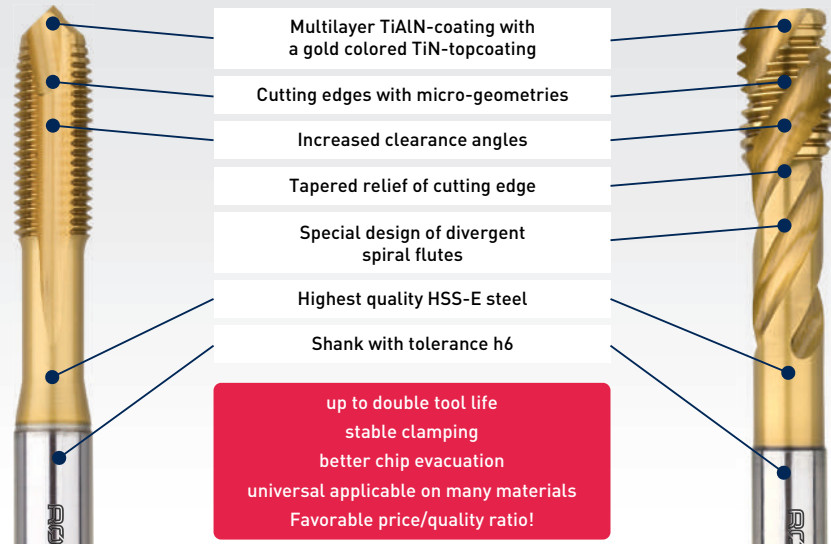 Multilayer TiAlN-coating with
a gold colored TiN-topcoating
Cutting edges with micro-geometries
Increased clearance angles
Tapered relief of cutting edge
Special design of divergent
spiral flutes
Highest quality HSS-E steel
Shank with tolerance h6
up to double tool life
stable clamping
better chip evacuation
universal applicable on many materials
Favorable price/quality ratio!